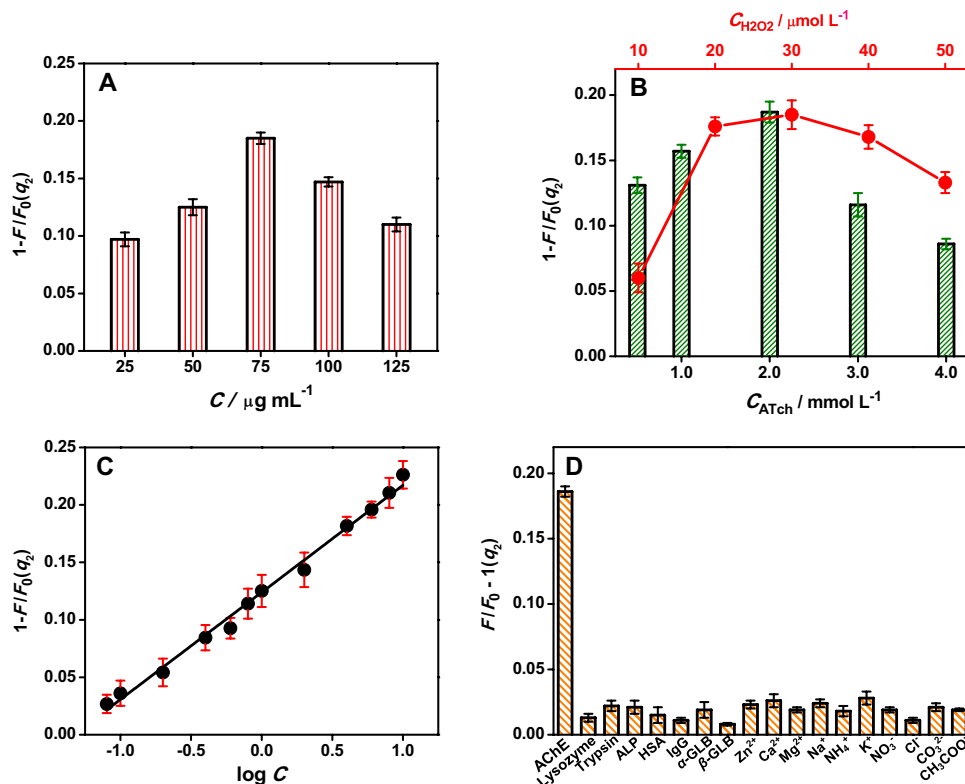 A
0.25
0.20
0.15
0.10
0.05
0.00
1-F/F₀(q₂)
25 50 75 100 125
C / μg mL⁻¹
C_H2O2 / μmol L⁻¹
10 20 30 40 50
B
0.20
0.15
0.10
0.05
0.00
1-F/F₀(q₂)
1.0 2.0 3.0 4.0
C_ATch / mmol L⁻¹
C
0.25
0.20
0.15
0.10
0.05
0.00
1-F/F₀(q₂)
-1.0 -0.5 0.0 0.5 1.0
log C
D
0.20
0.15
0.10
0.05
0.00
F/F₀ - 1(q₂)
AChE
Lysozyme
Trypsin
ALP
HSA
IgG
α-GLB
β-GLB
Zn²⁺
Ca²⁺
Mg²⁺
Na⁺
NH₄⁺
K⁺
NO₃⁻
Cl⁻
CO₃²⁻
CH₃COO⁻